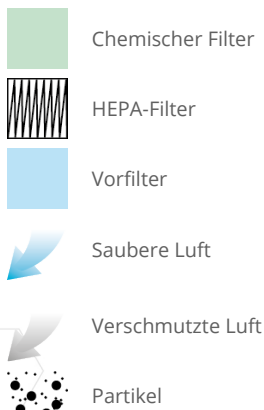 Chemischer Filter
HEPA-Filter
Vorfilter
Saubere Luft
Verschmutzte Luft
Partikel